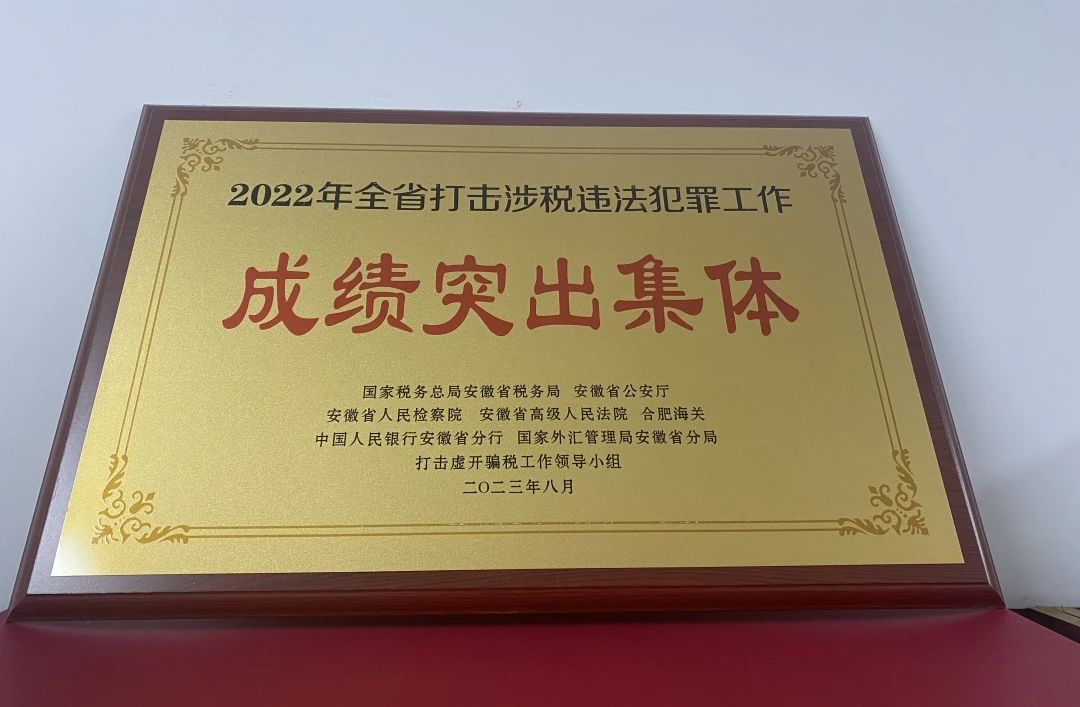 2022年全省打击涉税违法犯罪工作
成绩突出集体
国家税务总局安徽省税务局 安徽省公安厅
安徽省人民检察院 安徽省高级人民法院 合肥海关
中国人民银行安徽省分行 国家外汇管理局安徽省分局
打击虚开骗税工作领导小组
二〇二三年八月